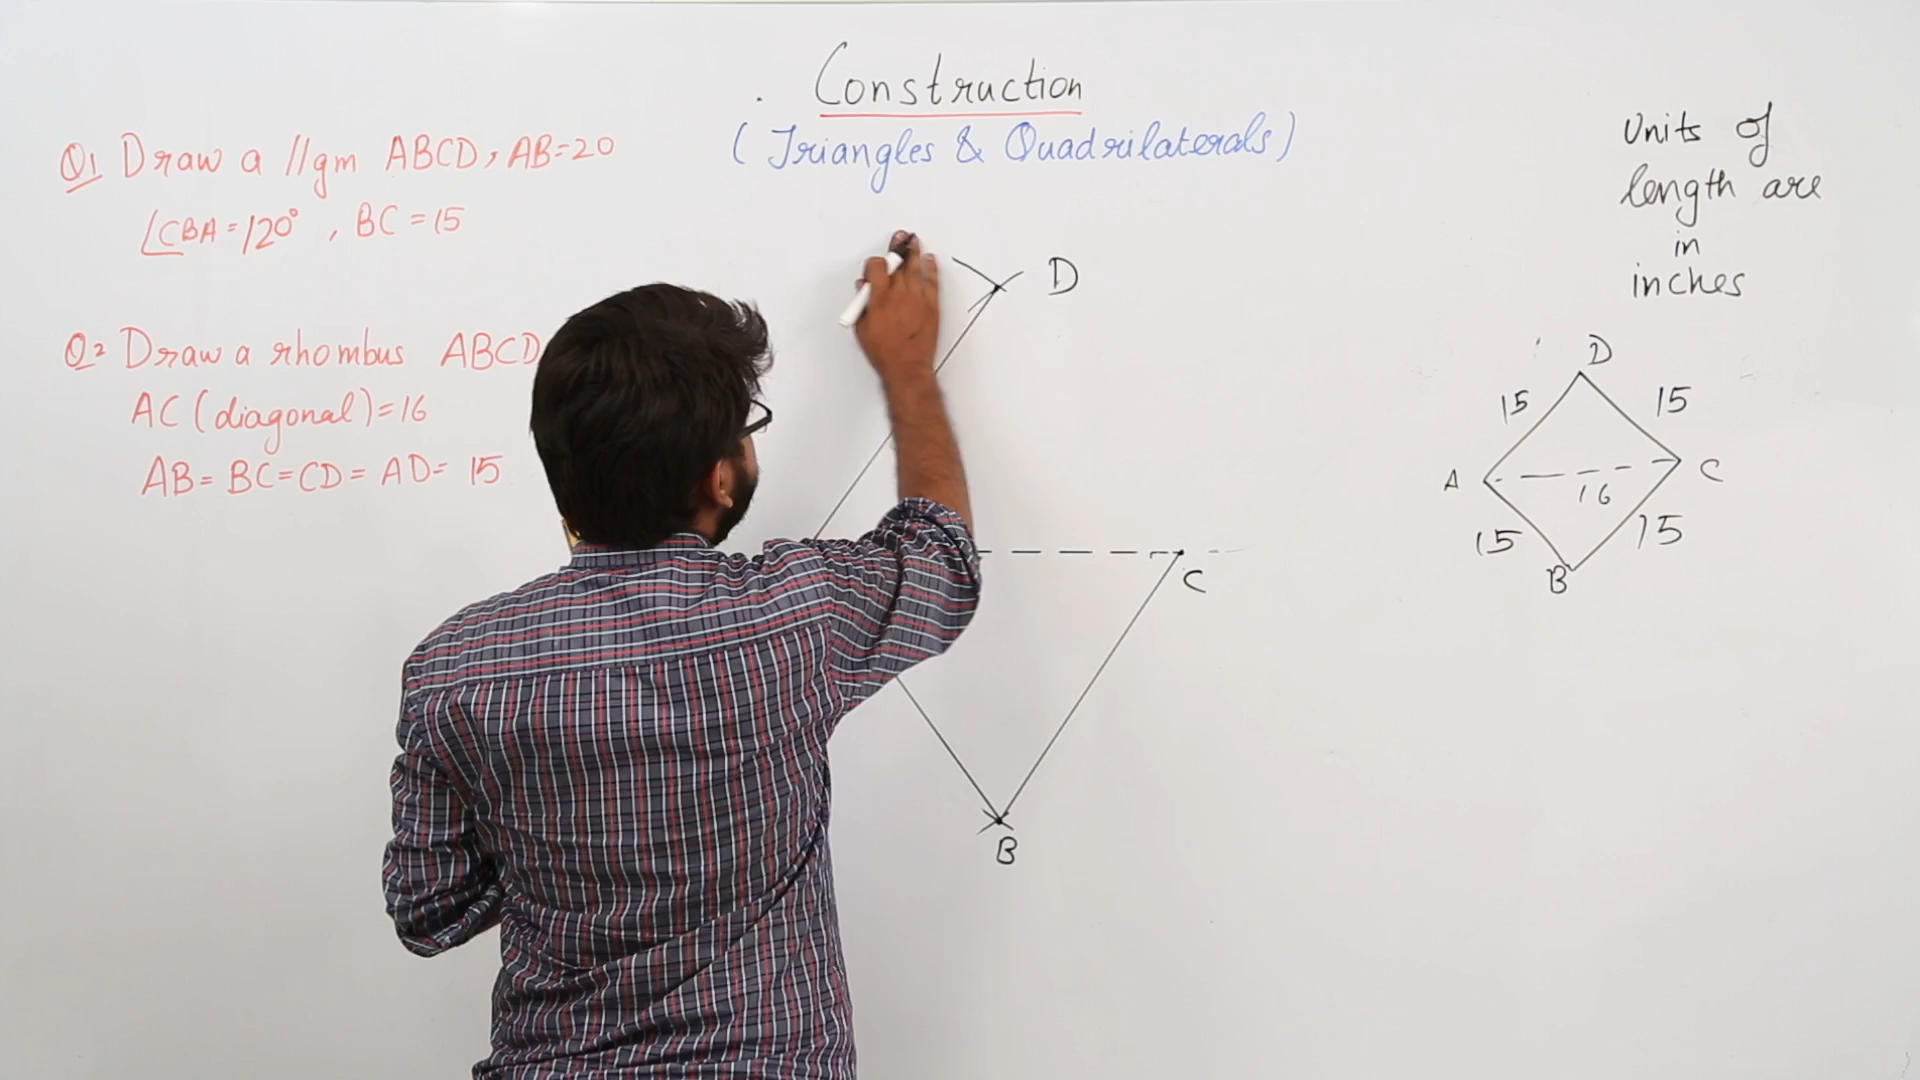 Construction
(Triangles & Quadrilaterals)
Q1 Draw a //gm ABCD, AB=20
∠CBA=120°, BC=15
Q2 Draw a rhombus ABCD
AC(diagonal)=16
AB=BC=CD=AD=15
D
C
B
Units of
length are
in
inches
D
15 15
A C
16
15 15
B